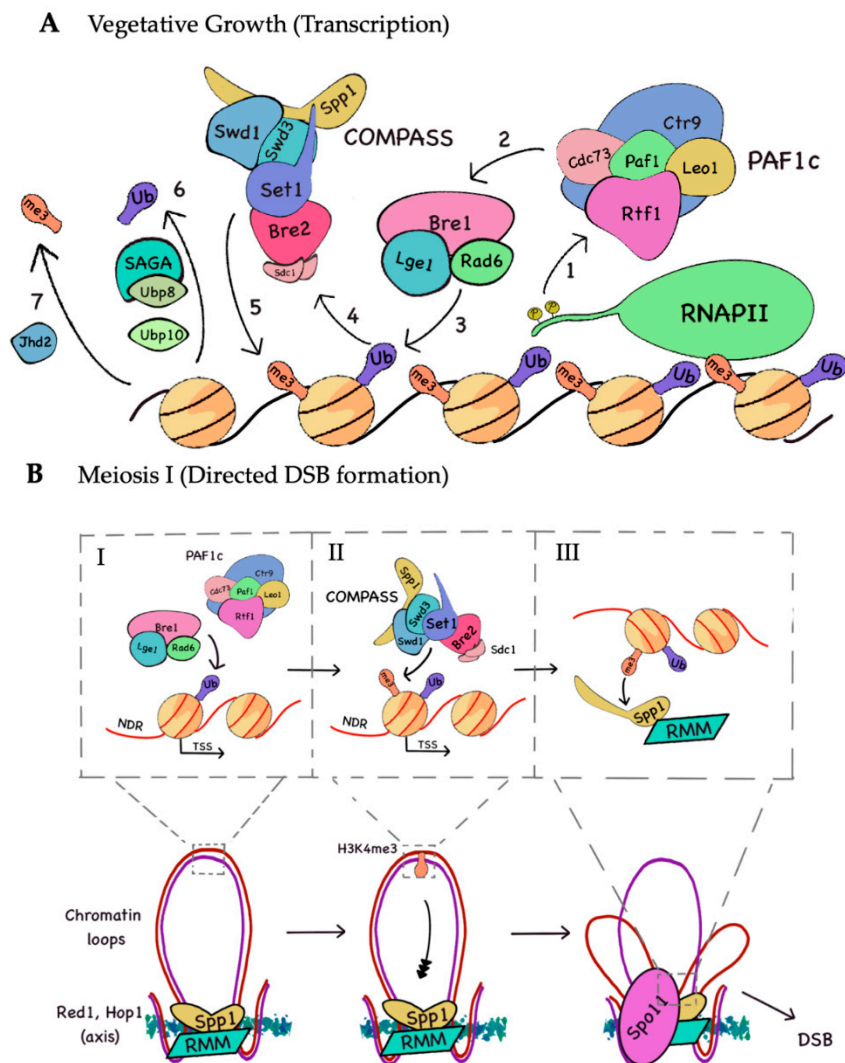 A Vegetative Growth (Transcription)
Spp1
Swd1
Swd3
COMPASS
Set1
Bre2
Sdc1
2
Ctr9
Cdc73
Paf1
Leo1
PAF1c
Rtf1
Bre1
Lge1
Rad6
me3
Ub
6
SAGA
Ubp8
Ubp10
7
Jhd2
5
4
3
1
P
P
RNAPII
me3
Ub
me3
Ub
me3
Ub
me3
Ub
B Meiosis I (Directed DSB formation)
I
PAF1c
Ctr9
Cdc73
Paf1
Leo1
Rtf1
Bre1
Lge1
Rad6
Ub
NDR
TSS
II
COMPASS
Spp1
Swd3
Swd1
Set1
Bre2
Sdc1
me3
Ub
NDR
TSS
III
me3
Ub
Spp1
RMM
H3K4me3
Chromatin
loops
Red1, Hop1
(axis)
Spp1
RMM
Spp1
RMM
Spo11
DSB